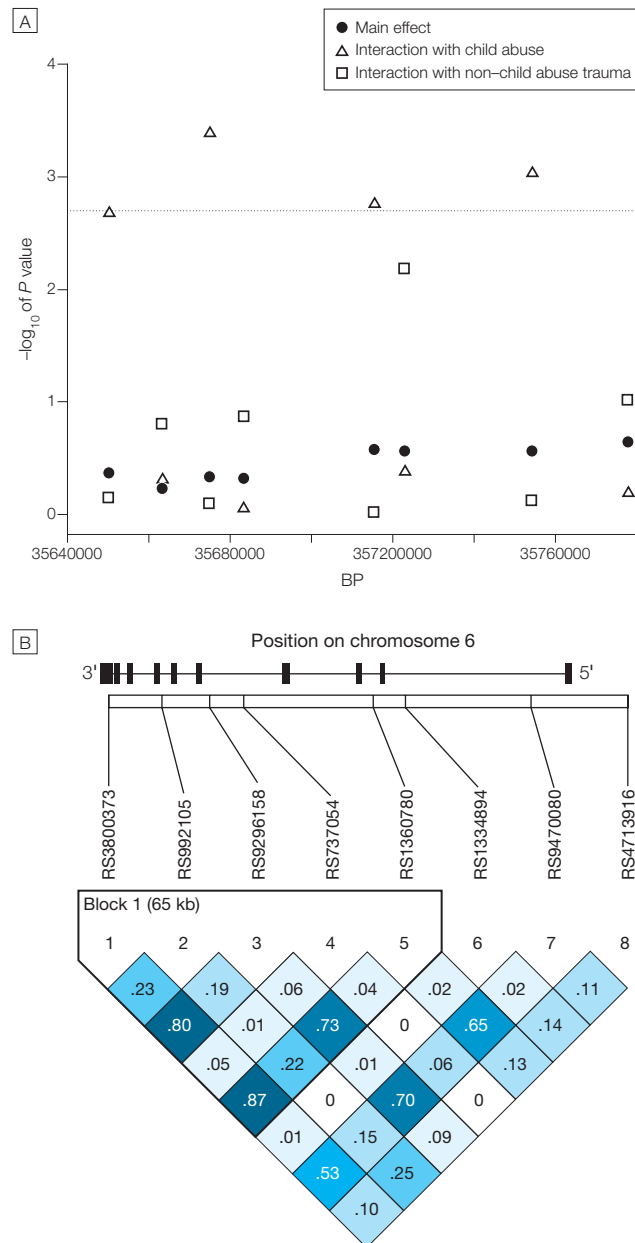 A
Main effect
Interaction with child abuse
Interaction with non–child abuse trauma
4
3
2
1
0
–log10 of P value
35640000 35680000 357200000 35760000
BP
B
Position on chromosome 6
3' 5'
RS3800373
RS992105
RS9296158
RS737054
RS1360780
RS1334894
RS9470080
RS4713916
Block 1 (65 kb)
1 2 3 4 5 6 7 8
.23 .19 .06 .04 .02 .02 .11
.80 .01 .73 0 .65 .14
.05 .22 .01 .06 .13
.87 0 .70 0
.01 .15 .09
.53 .25
.10